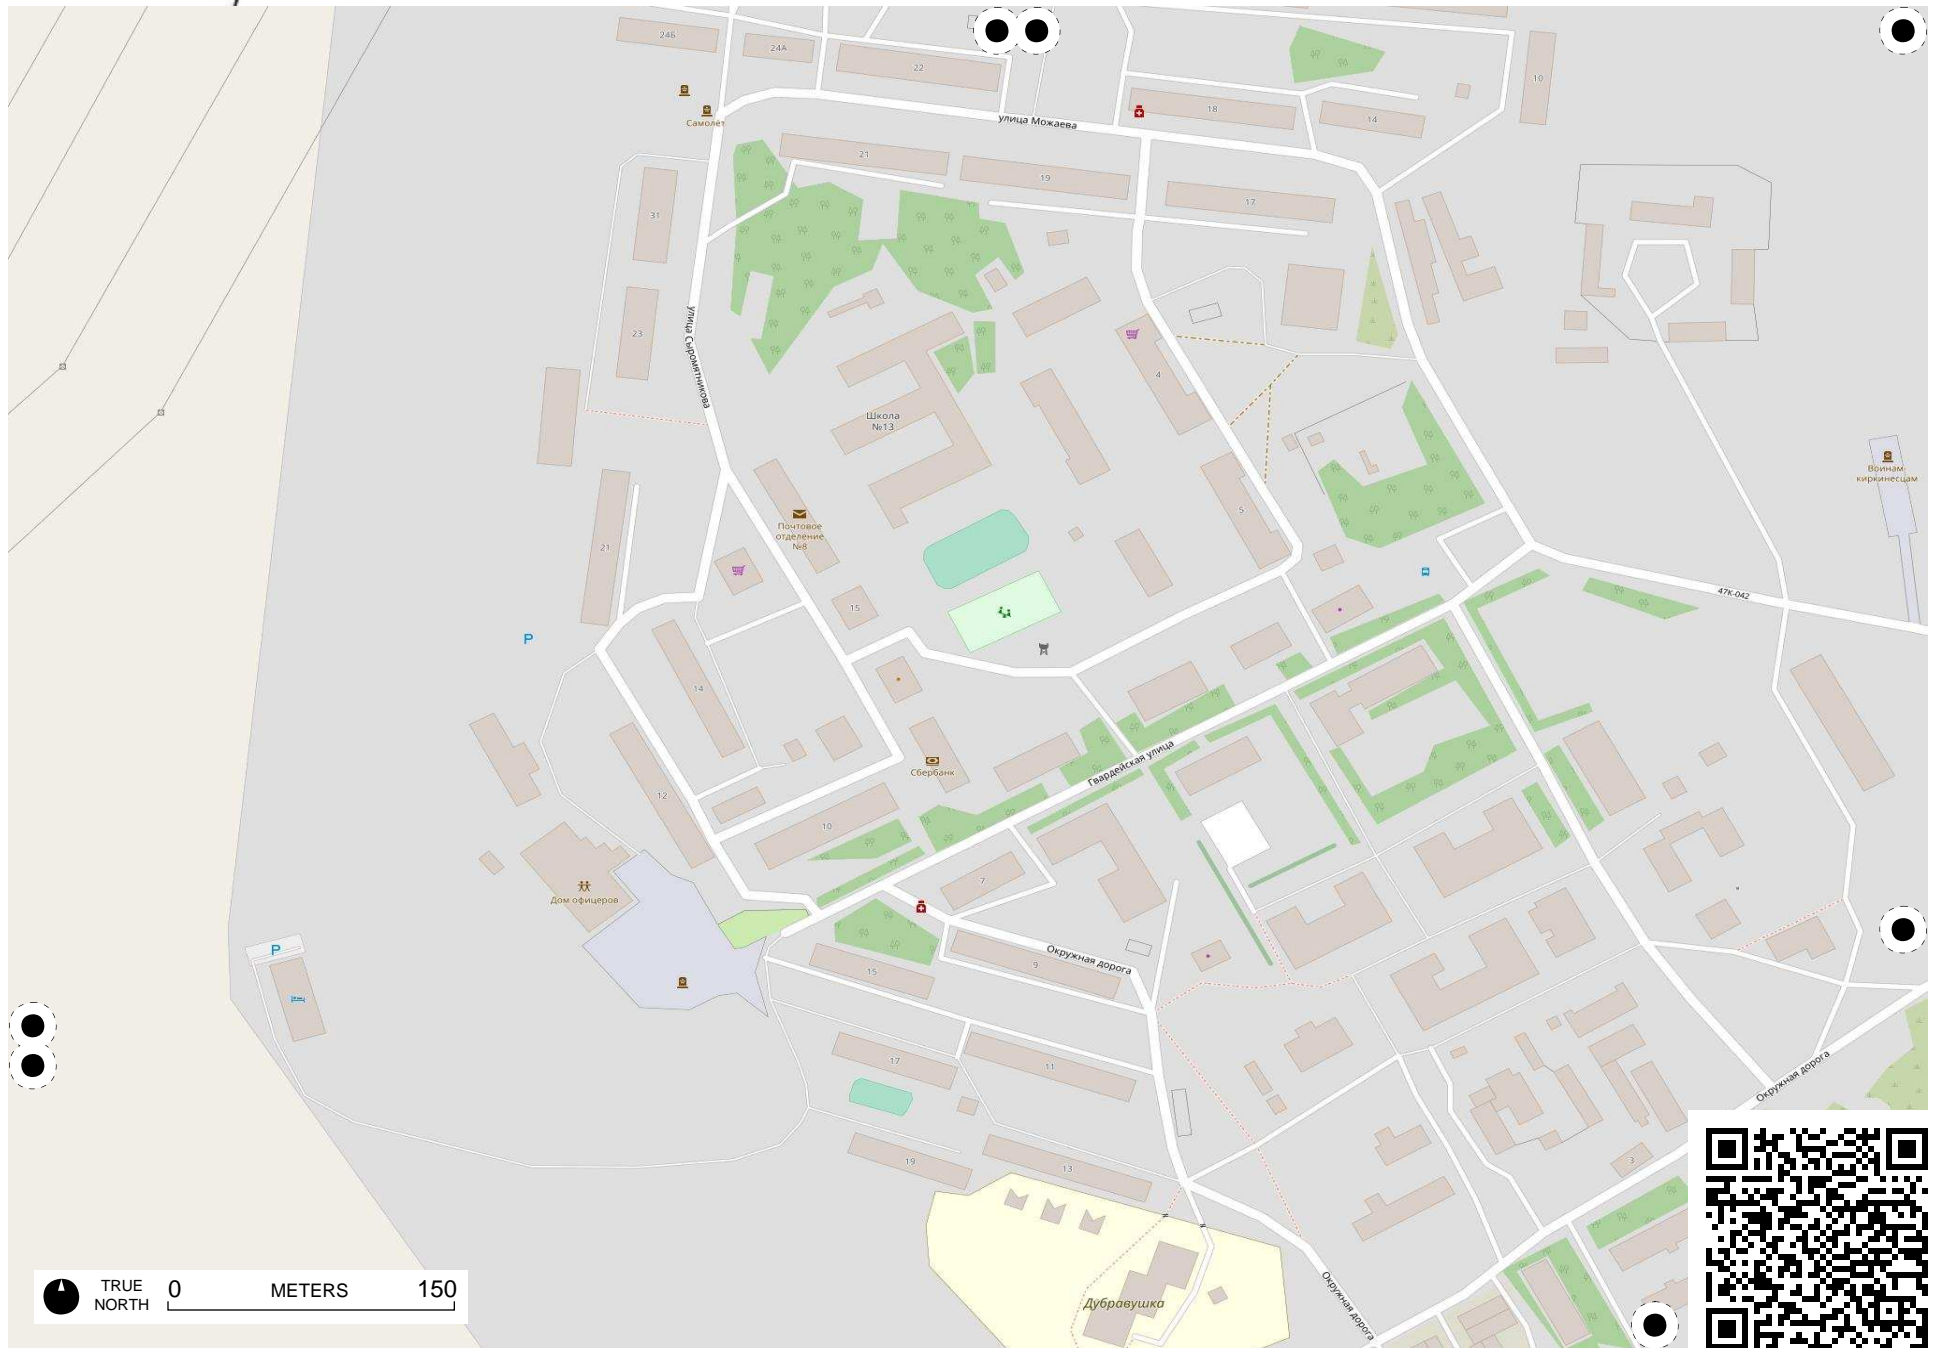 24Б
24А
22
10
18
14
Самолёт
улица Можаева
21
19
17
31
23
улица Сыромятникова
4
Школа
№13
Воинам-
киркинесцам
5
Почтовое
отделение
№8
21
15
47К-042
P
14
Сбербанк
Гвардейская улица
12
10
7
Дом офицеров
P
Окружная дорога
15
9
17
11
Окружная дорога
19
13
3
Дубравушка
Окружная дорога
TRUE
NORTH
0 METERS 150